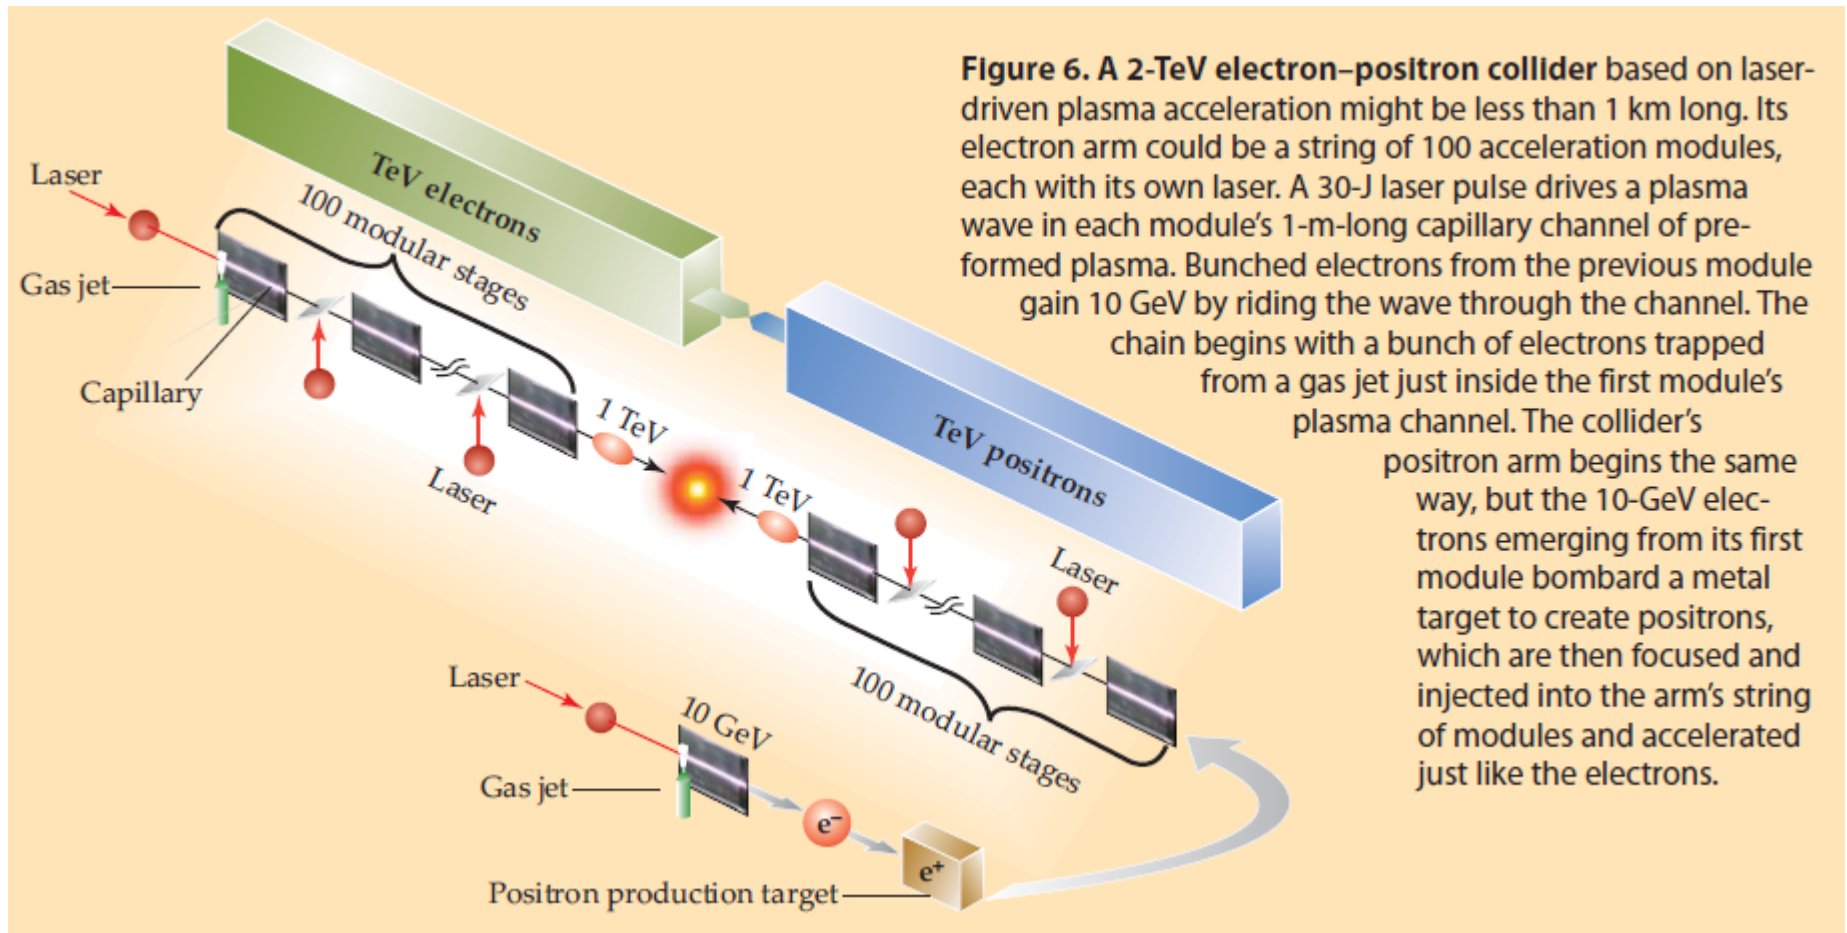 Figure 6. A 2-TeV electron–positron collider based on laser-
driven plasma acceleration might be less than 1 km long. Its
electron arm could be a string of 100 acceleration modules,
each with its own laser. A 30-J laser pulse drives a plasma
wave in each module's 1-m-long capillary channel of pre-
formed plasma. Bunched electrons from the previous module
gain 10 GeV by riding the wave through the channel. The
chain begins with a bunch of electrons trapped
from a gas jet just inside the first module's
plasma channel. The collider's
positron arm begins the same
way, but the 10-GeV elec-
trons emerging from its first
module bombard a metal
target to create positrons,
which are then focused and
injected into the arm's string
of modules and accelerated
just like the electrons.
TeV electrons
Laser
100 modular stages
Gas jet
Capillary
1 TeV
Laser
TeV positrons
1 TeV
Laser
100 modular stages
Laser
10 GeV
Gas jet
e⁻
e⁺
Positron production target